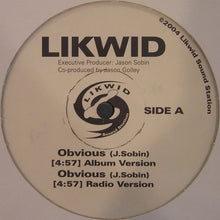 LIKWID
Executive Producer: Jason Sobin
Co-produced by Jason Golley
©2004 Likwid Sound Station
LIKWID
SIDE A
Obvious (J.Sobin)
[4:57] Album Version
Obvious (J.Sobin)
[4:57] Radio Version